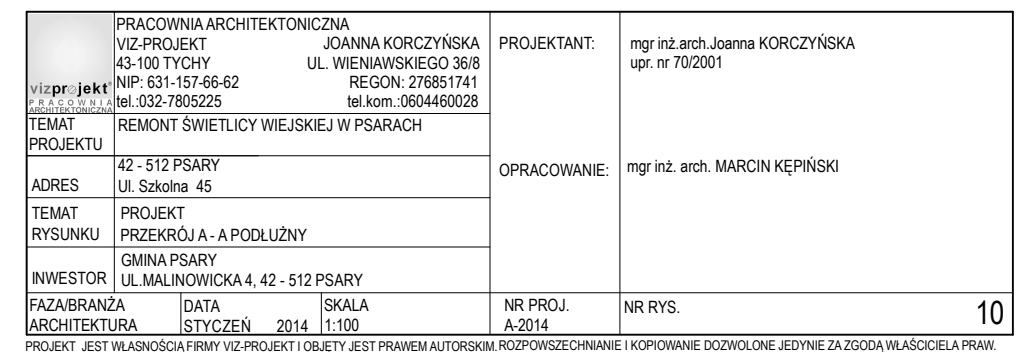 PRACOWNIA ARCHITEKTONICZNA
VIZ-PROJEKT JOANNA KORCZYŃSKA
43-100 TYCHY UL. WIENIAWSKIEGO 36/8
NIP: 631-157-66-62 REGON: 276851741
tel.:032-7805225 tel.kom.:0604460028
vizprojekt
PRACOWNIA
ARCHITEKTONICZNA
PROJEKTANT: mgr inż.arch.Joanna KORCZYŃSKA
upr. nr 70/2001
TEMAT PROJEKTU
REMONT ŚWIETLICY WIEJSKIEJ W PSARACH
OPRACOWANIE: mgr inż. arch. MARCIN KĘPIŃSKI
ADRES
42 - 512 PSARY
Ul. Szkolna 45
TEMAT RYSUNKU
PROJEKT
PRZEKRÓJ A - A PODŁUŻNY
INWESTOR
GMINA PSARY
UL.MALINOWICKA 4, 42 - 512 PSARY
FAZA/BRANŻA
ARCHITEKTURA
DATA
STYCZEŃ 2014
SKALA
1:100
NR PROJ.
A-2014
NR RYS. 10
PROJEKT JEST WŁASNOŚCIĄ FIRMY VIZ-PROJEKT I OBJĘTY JEST PRAWEM AUTORSKIM. ROZPOWSZECHNIANIE I KOPIOWANIE DOZWOLONE JEDYNIE ZA ZGODĄ WŁAŚCICIELA PRAW.